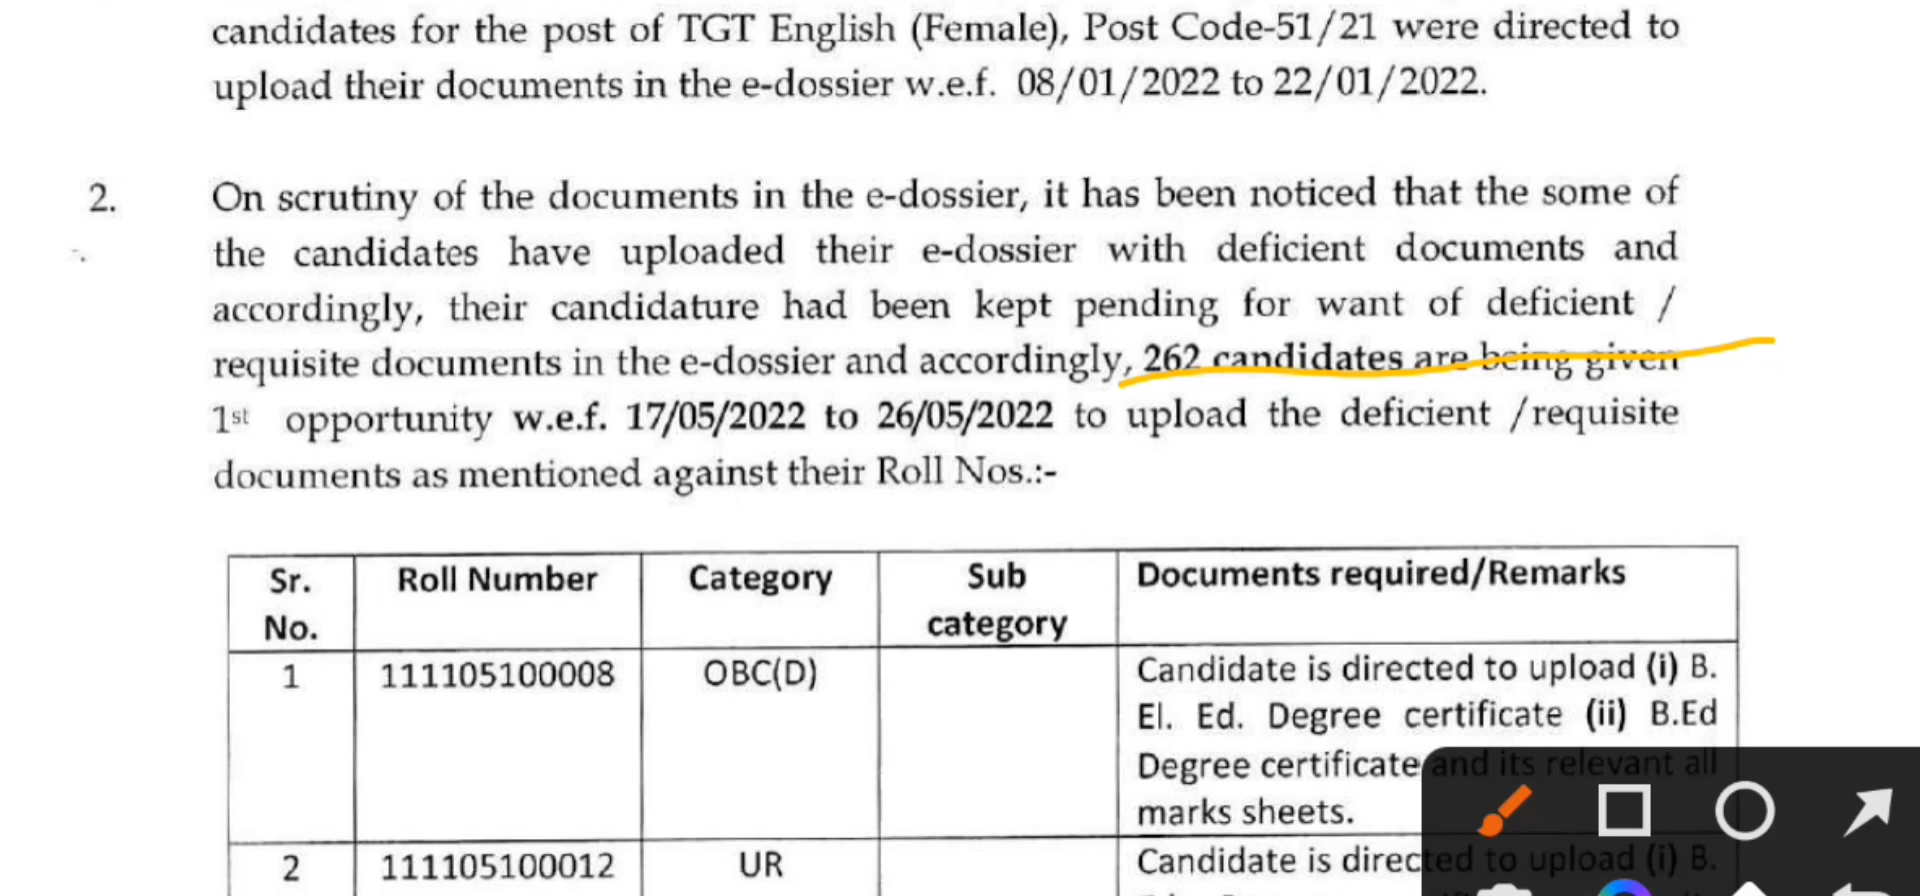 candidates for the post of TGT English (Female), Post Code-51/21 were directed to
upload their documents in the e-dossier w.e.f. 08/01/2022 to 22/01/2022.
2. On scrutiny of the documents in the e-dossier, it has been noticed that the some of
the candidates have uploaded their e-dossier with deficient documents and
accordingly, their candidature had been kept pending for want of deficient /
requisite documents in the e-dossier and accordingly, 262 candidates are being given
1st opportunity w.e.f. 17/05/2022 to 26/05/2022 to upload the deficient /requisite
documents as mentioned against their Roll Nos.:-
Sr. No. Roll Number Category Sub category Documents required/Remarks
1 111105100008 OBC(D) Candidate is directed to upload (i) B.
El. Ed. Degree certificate (ii) B.Ed
Degree certificate and its relevant all
marks sheets.
2 111105100012 UR Candidate is directed to upload (i) B.